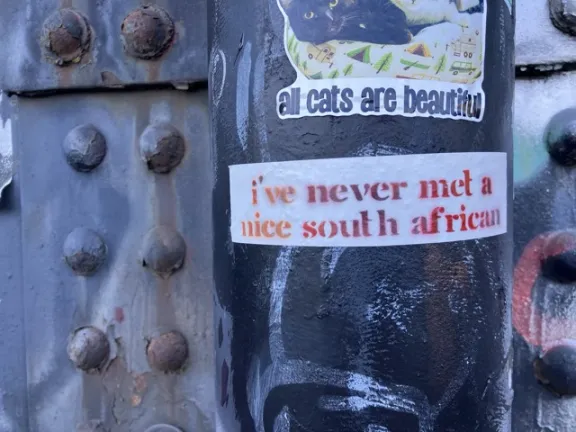 all cats are beautiful
i've never met a
nice south african